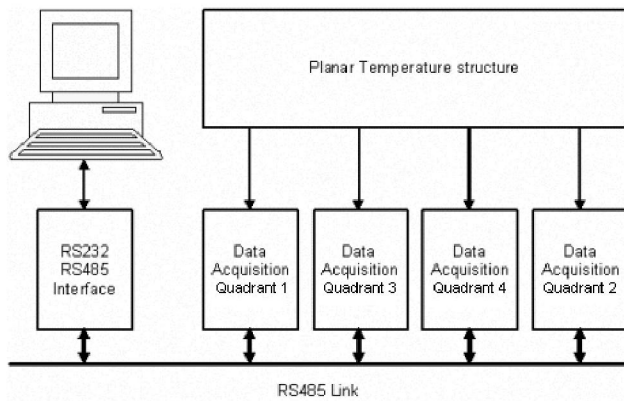 Planar Temperature structure
RS232
RS485
Interface
Data
Acquisition
Quadrant 1
Data
Acquisition
Quadrant 3
Data
Acquisition
Quadrant 4
Data
Acquisition
Quadrant 2
RS485 Link